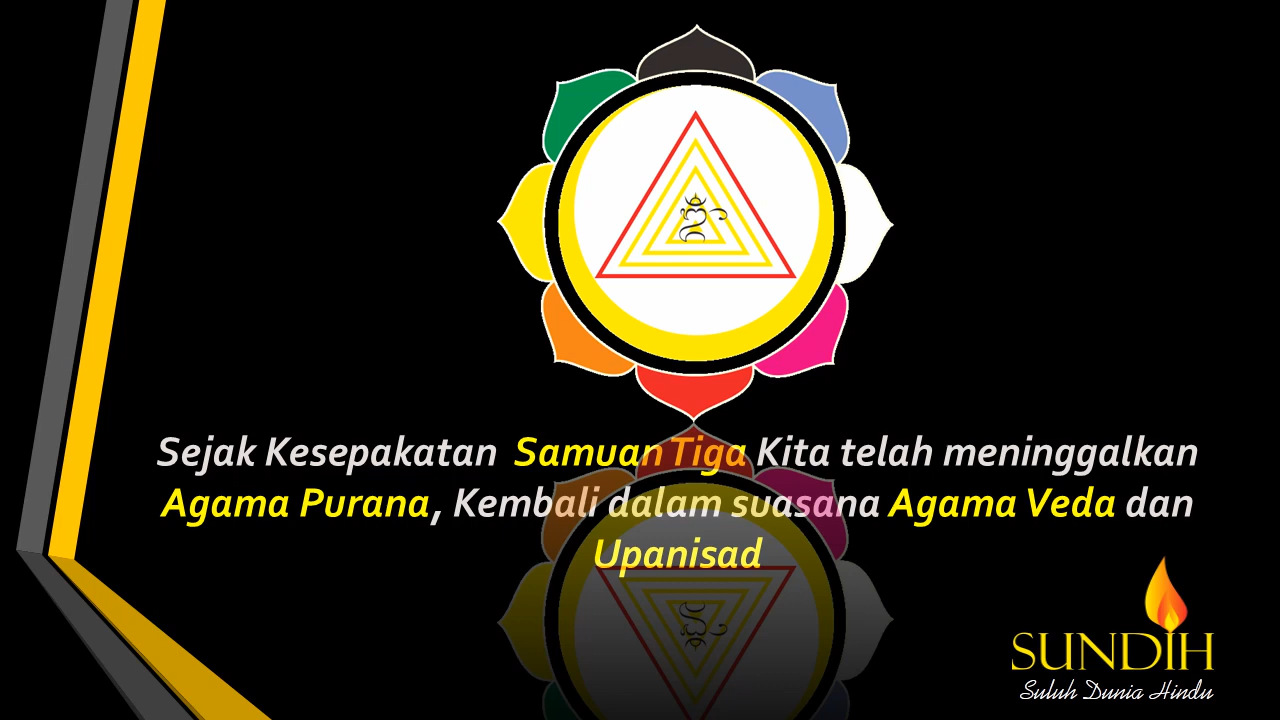 ᬒᬁ
Sejak Kesepakatan Samuan Tiga Kita telah meninggalkan
Agama Purana, Kembali dalam suasana Agama Veda dan
Upanisad
SUNDIH
Suluh Dunia Hindu